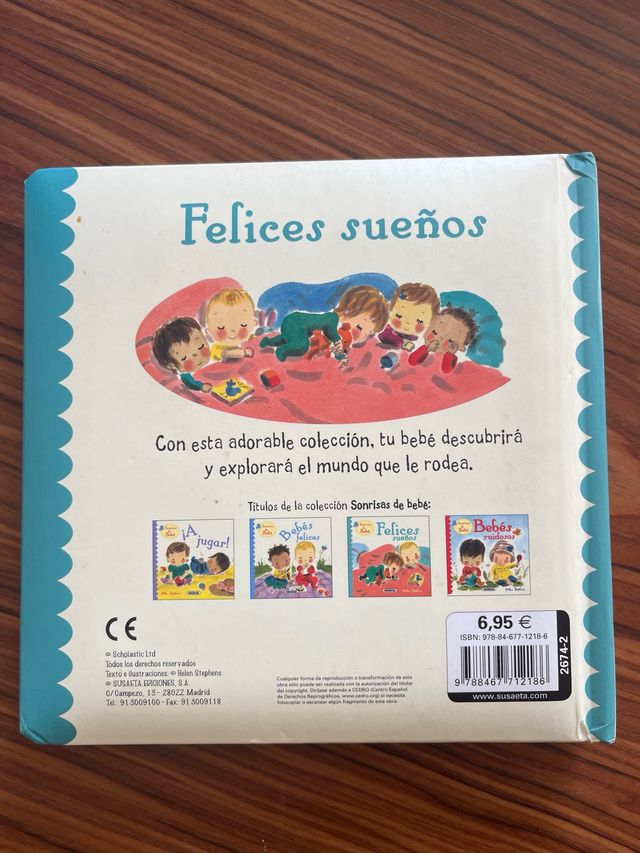 Felices sueños
Con esta adorable colección, tu bebé descubrirá
y explorará el mundo que le rodea.
Títulos de la colección Sonrisas de bebé:
¡A
jugar!
Bebés
felices
Felices
sueños
Bebés
ruidosos
CE
© Scholastic Ltd
Todos los derechos reservados
Texto e ilustraciones: © Helen Stephens
© SUSAETA EDICIONES, S.A.
C/ Campezo, 13 - 28022 Madrid
Tel.: 913009100 - Fax: 913009118
Cualquier forma de reproducción o transformación de esta
obra sólo puede ser realizada con la autorización del titular
del copyright. Diríjase además a CEDRO (Centro Español
de Derechos Reprográficos, www.cedro.org) si necesita
fotocopiar o escanear algún fragmento de esta obra.
6,95 €
ISBN: 978-84-677-1218-6
9 788467 712186
www.susaeta.com
2674-2